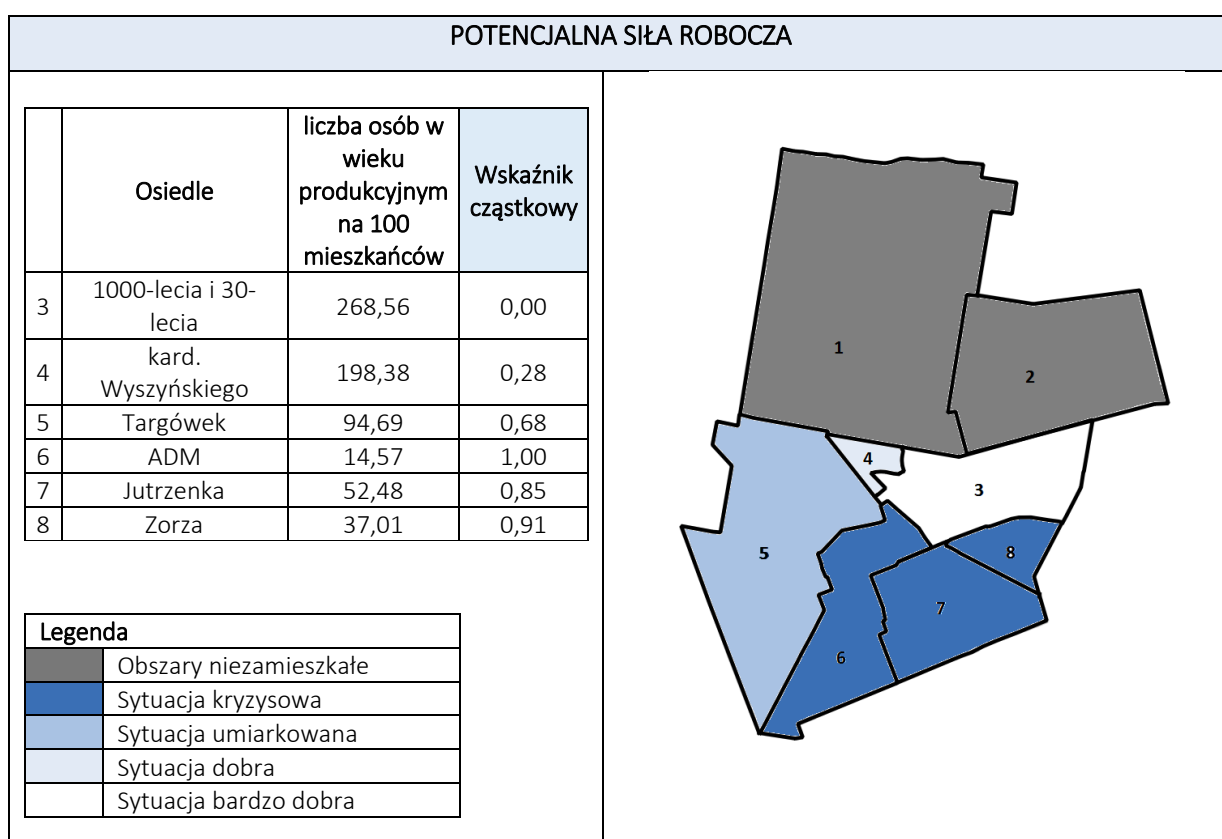 POTENCJALNA SIŁA ROBOCZA
Osiedle
liczba osób w
wieku
produkcyjnym
na 100
mieszkańców
Wskaźnik
cząstkowy
3 1000-lecia i 30-
lecia 268,56 0,00
4 kard.
Wyszyńskiego 198,38 0,28
5 Targówek 94,69 0,68
6 ADM 14,57 1,00
7 Jutrzenka 52,48 0,85
8 Zorza 37,01 0,91
Legenda
Obszary niezamieszkałe
Sytuacja kryzysowa
Sytuacja umiarkowana
Sytuacja dobra
Sytuacja bardzo dobra
1
2
4
3
5
8
7
6